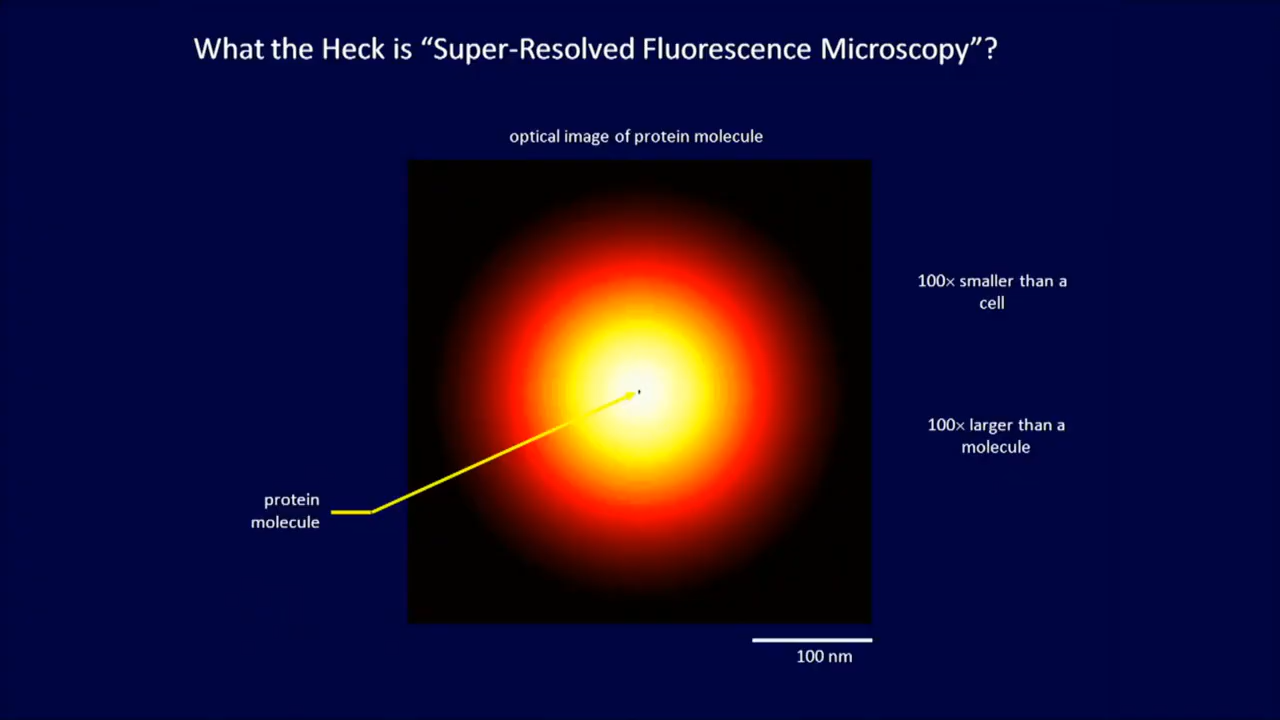 What the Heck is “Super-Resolved Fluorescence Microscopy”?
optical image of protein molecule
100× smaller than a
cell
100× larger than a
molecule
protein
molecule
100 nm